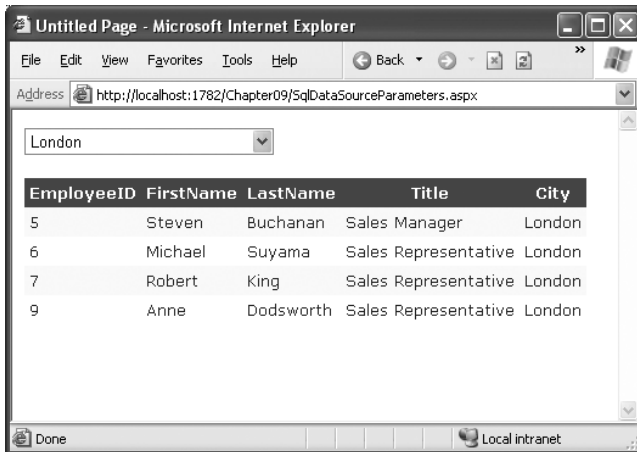 Untitled Page - Microsoft Internet Explorer
File Edit View Favorites Tools Help Back »
Address http://localhost:1782/Chapter09/SqlDataSourceParameters.aspx
London
EmployeeID FirstName LastName Title City
5 Steven Buchanan Sales Manager London
6 Michael Suyama Sales Representative London
7 Robert King Sales Representative London
9 Anne Dodsworth Sales Representative London
Done Local intranet